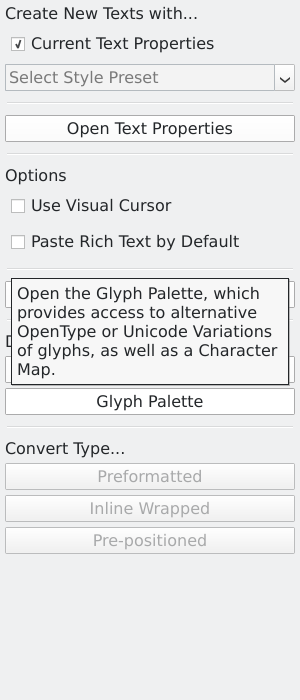 Create New Texts with...
Current Text Properties
Select Style Preset
Open Text Properties
Options
Use Visual Cursor
Paste Rich Text by Default
Open the Glyph Palette, which
provides access to alternative
OpenType or Unicode Variations
of glyphs, as well as a Character
Map.
Glyph Palette
Convert Type...
Preformatted
Inline Wrapped
Pre-positioned